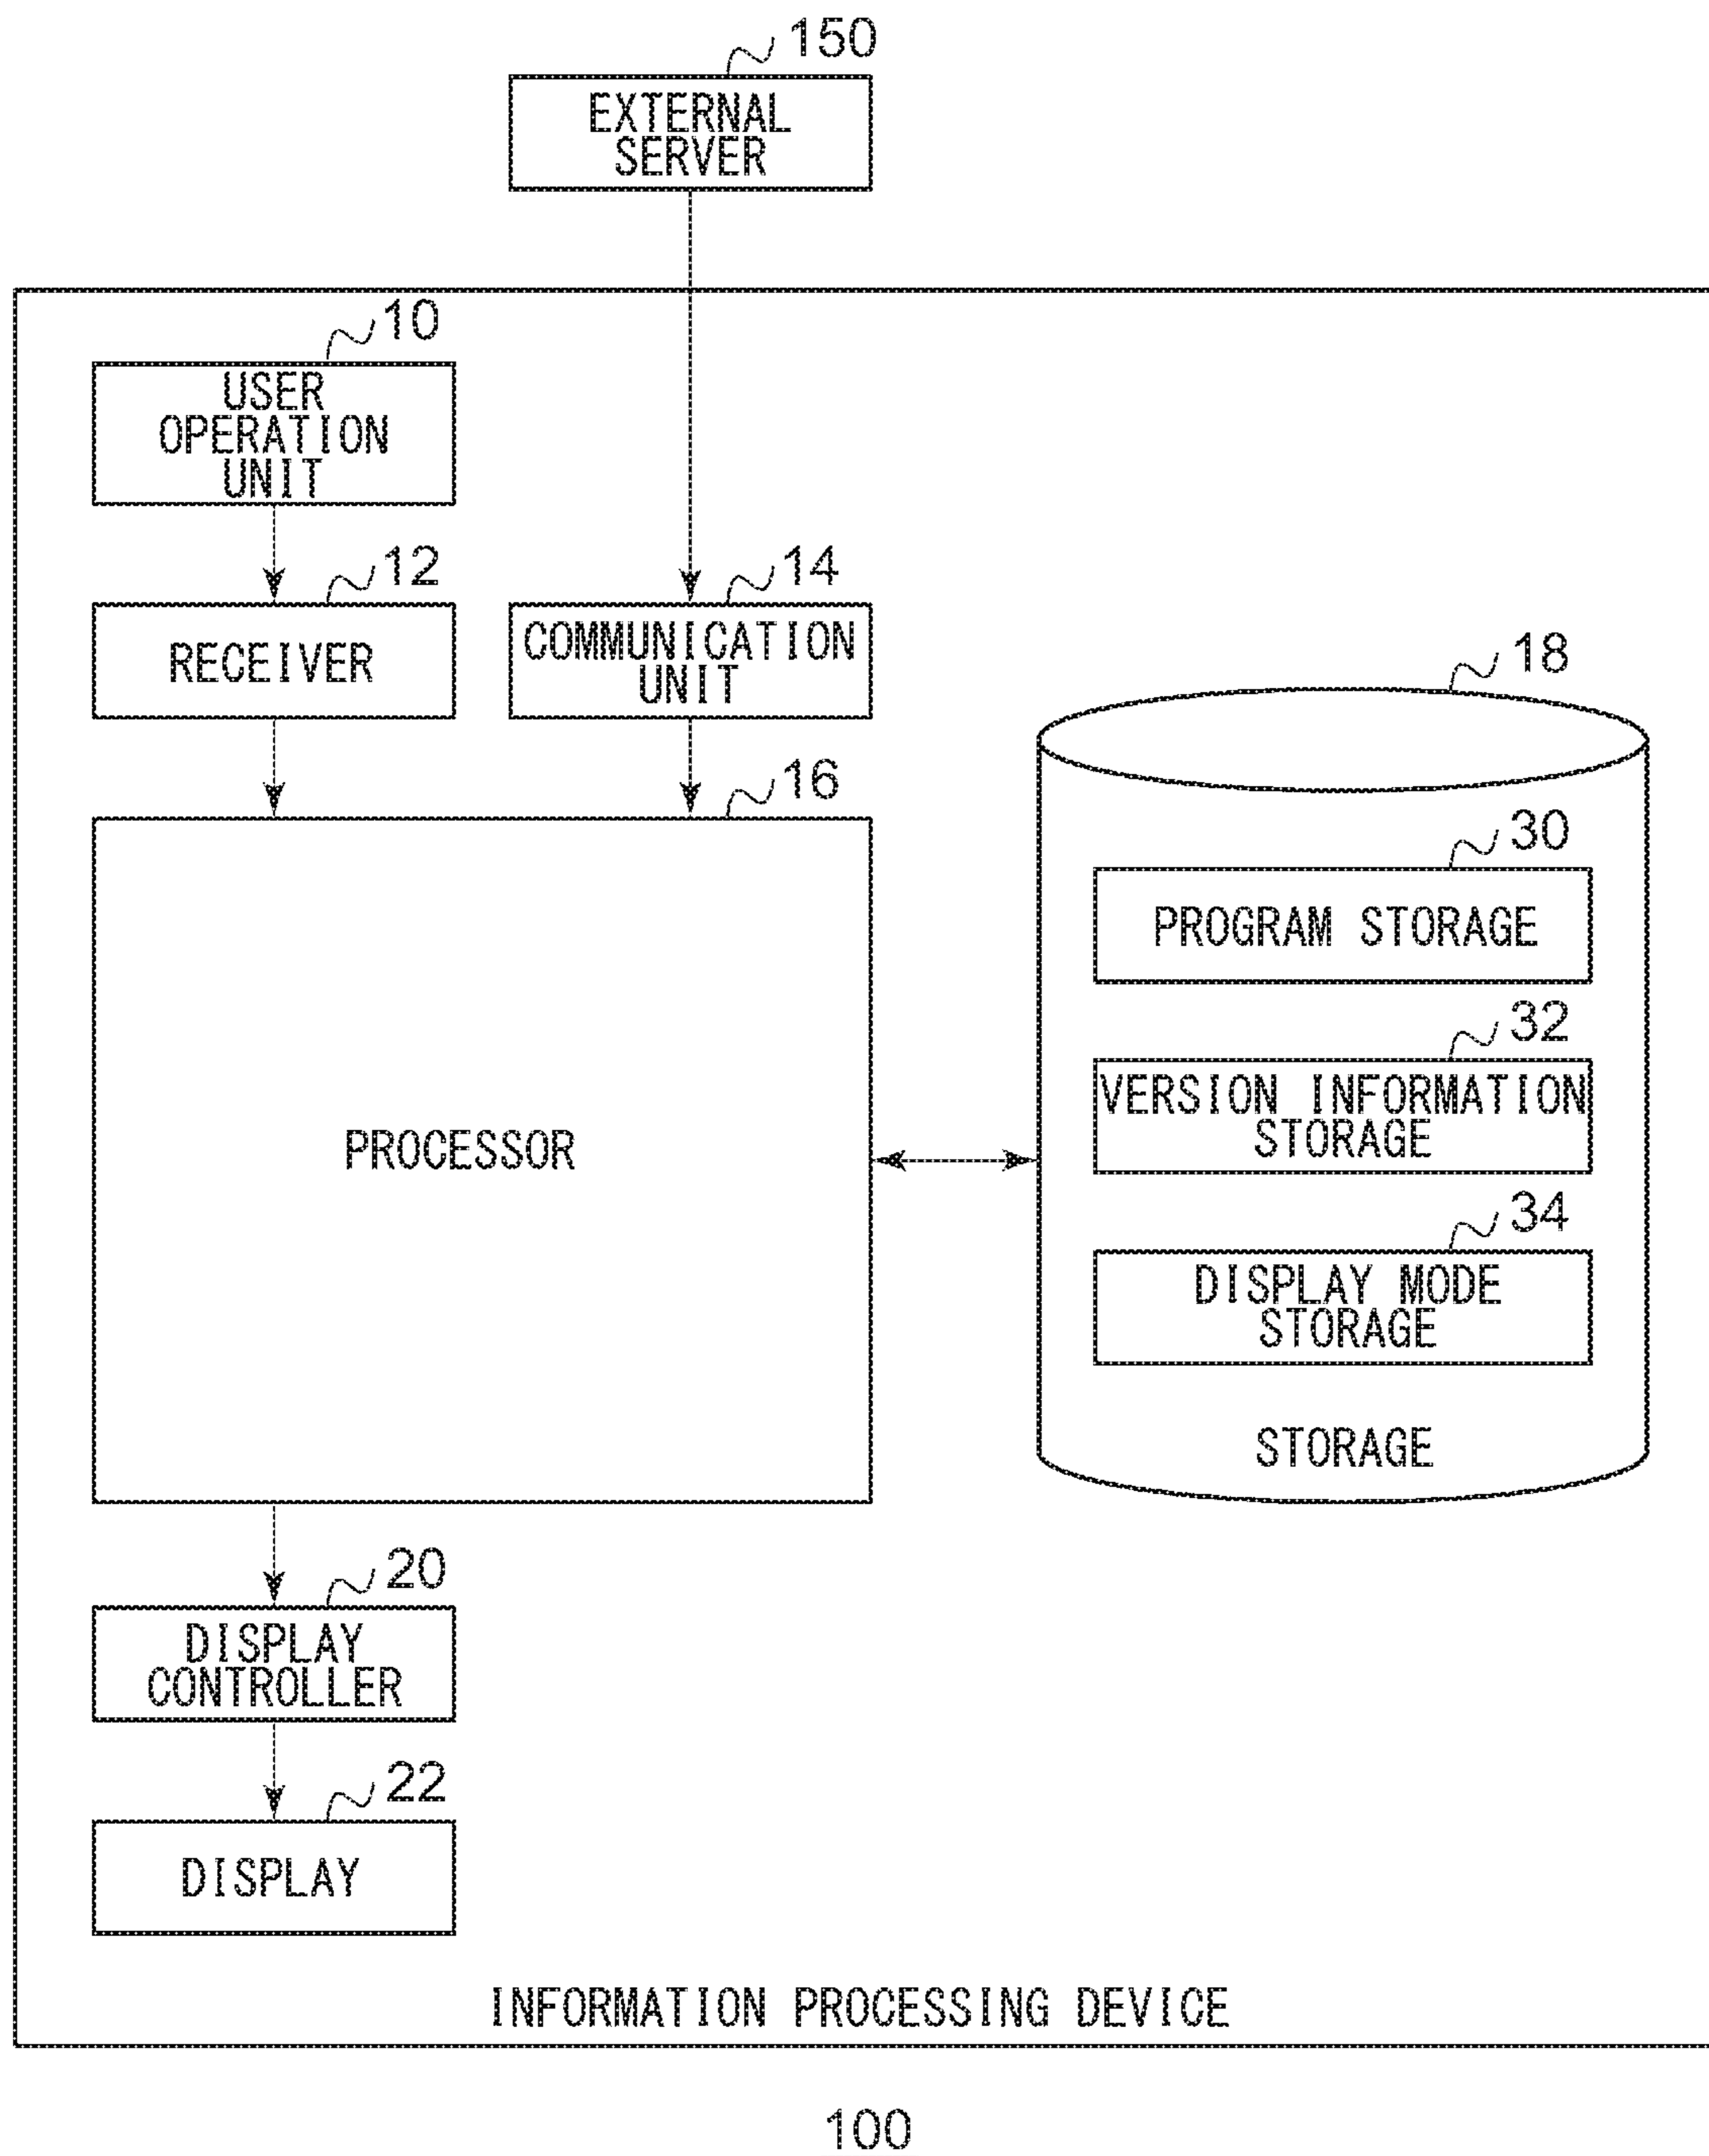 150
EXTERNAL
SERVER
10
USER
OPERATION
UNIT
12
RECEIVER
14
COMMUNICATION
UNIT
16
PROCESSOR
18
30
PROGRAM STORAGE
32
VERSION INFORMATION
STORAGE
34
DISPLAY MODE
STORAGE
STORAGE
20
DISPLAY
CONTROLLER
22
DISPLAY
INFORMATION PROCESSING DEVICE
100